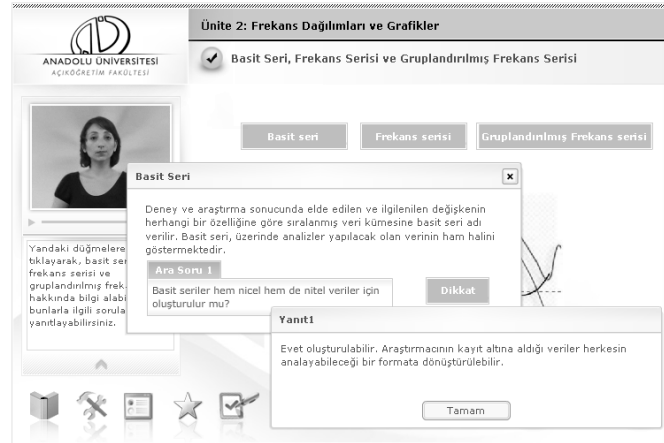 ANADOLU ÜNİVERSİTESİ
AÇIKÖĞRETİM FAKÜLTESİ
Ünite 2: Frekans Dağılımları ve Grafikler
Basit Seri, Frekans Serisi ve Gruplandırılmış Frekans Serisi
Basit seri
Frekans serisi
Gruplandırılmış Frekans serisi
Basit Seri
Deney ve araştırma sonucunda elde edilen ve ilgilenilen değişkenin
herhangi bir özelliğine göre sıralanmış veri kümesine basit seri adı
verilir. Basit seri, üzerinde analizler yapılacak olan verinin ham halini
göstermektedir.
Ara Soru 1
Basit seriler hem nicel hem de nitel veriler için
oluşturulur mu?
Dikkat
Yandaki düğmelere
tıklayarak, basit
frekans serisi ve
gruplandırılmış
hakkında bilgi
bunlarla ilgili
yanıtlayabilirsiniz.
Yanıt1
Evet oluşturulabilir. Araştırmacının kayıt altına aldığı veriler herkesin
analayabileceği bir formata dönüştürülebilir.
Tamam